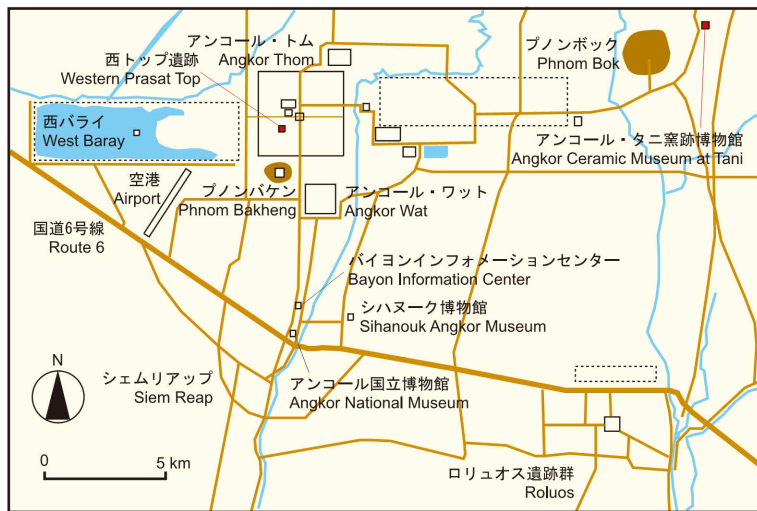 アンコール・トム
Angkor Thom
西トップ遺跡
Western Prasat Top
プノンボック
Phnom Bok
西バライ
West Baray
アンコール・タニ窯跡博物館
Angkor Ceramic Museum at Tani
空港
Airport
プノンバケン
Phnom Bakheng
アンコール・ワット
Angkor Wat
国道6号線
Route 6
バイヨンインフォメーションセンター
Bayon Information Center
シハヌーク博物館
Sihanouk Angkor Museum
N
シェムリアップ
Siem Reap
アンコール国立博物館
Angkor National Museum
0 5 km
ロリュオス遺跡群
Roluos